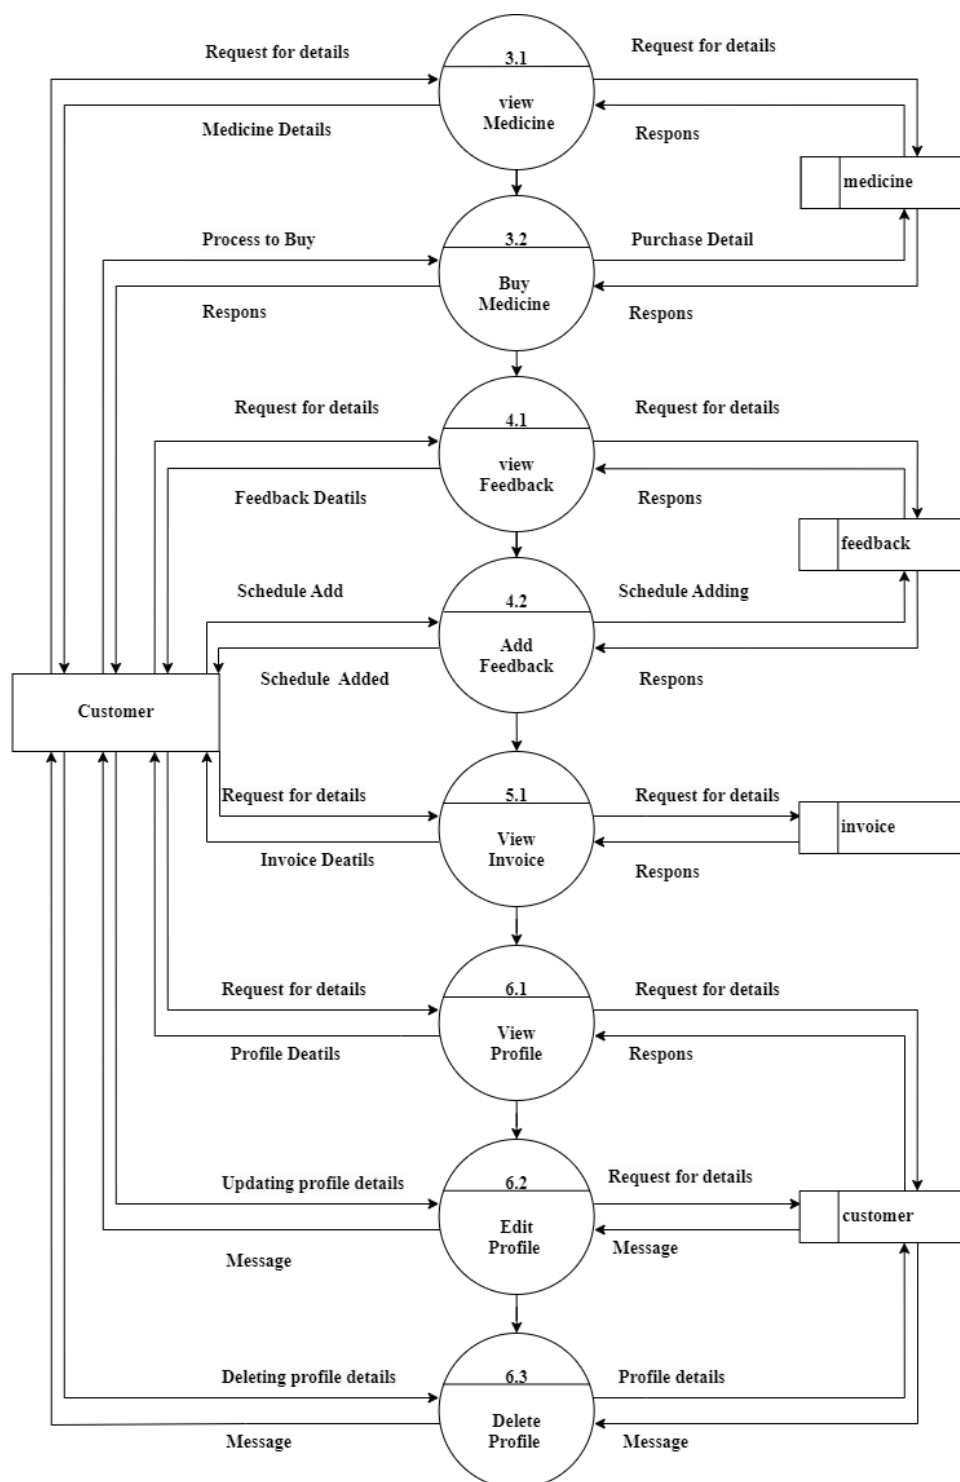 Request for details
3.1
Request for details
view
Medicine
Medicine Details
Respons
medicine
Process to Buy
3.2
Purchase Detail
Buy
Medicine
Respons
Respons
Request for details
4.1
Request for details
view
Feedback
Feedback Deatils
Respons
feedback
Schedule Add
4.2
Schedule Adding
Add
Feedback
Schedule Added
Respons
Customer
Request for details
5.1
Request for details
View
Invoice
invoice
Invoice Deatils
Respons
Request for details
6.1
Request for details
View
Profile
Profile Deatils
Respons
Updating profile details
6.2
Request for details
Edit
Profile
customer
Message
Message
Deleting profile details
6.3
Profile details
Delete
Profile
Message
Message